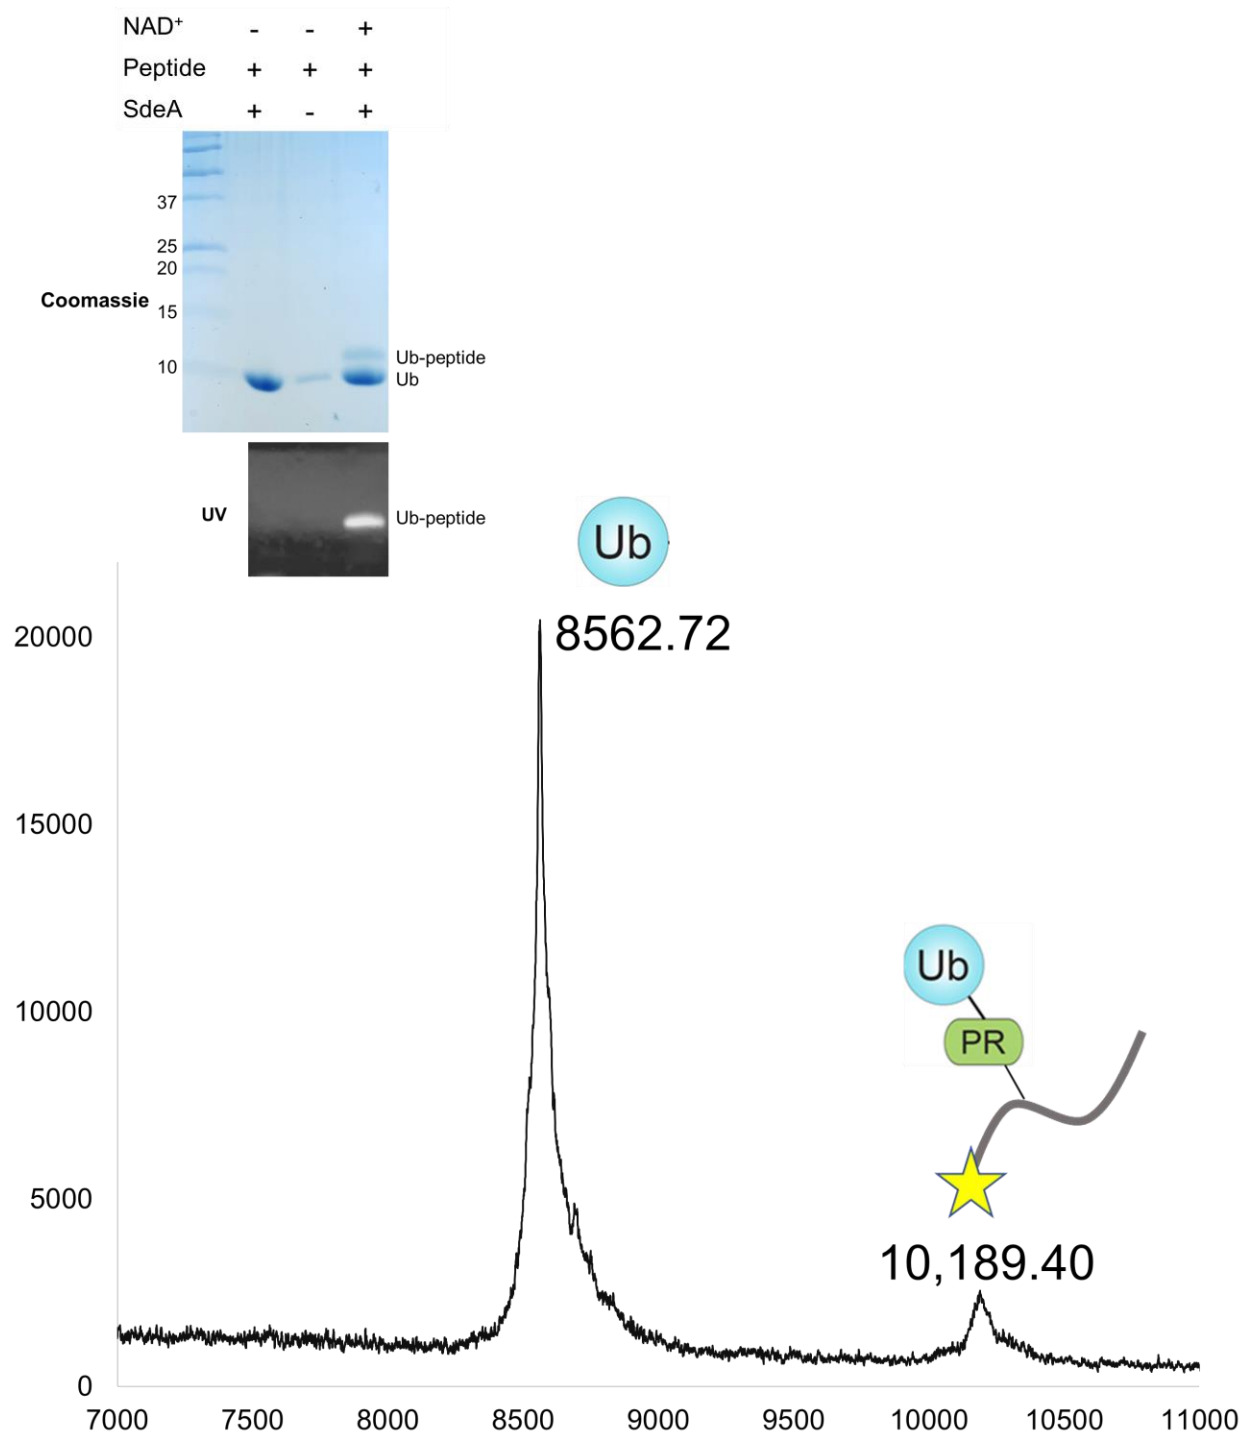 NAD⁺ - - +
Peptide + + +
SdeA + - +
37
25
20
Coomassie
15
10
Ub-peptide
Ub
UV
Ub-peptide
Ub
8562.72
20000
15000
10000
5000
0
Ub
PR
10,189.40
7000 7500 8000 8500 9000 9500 10000 10500 11000